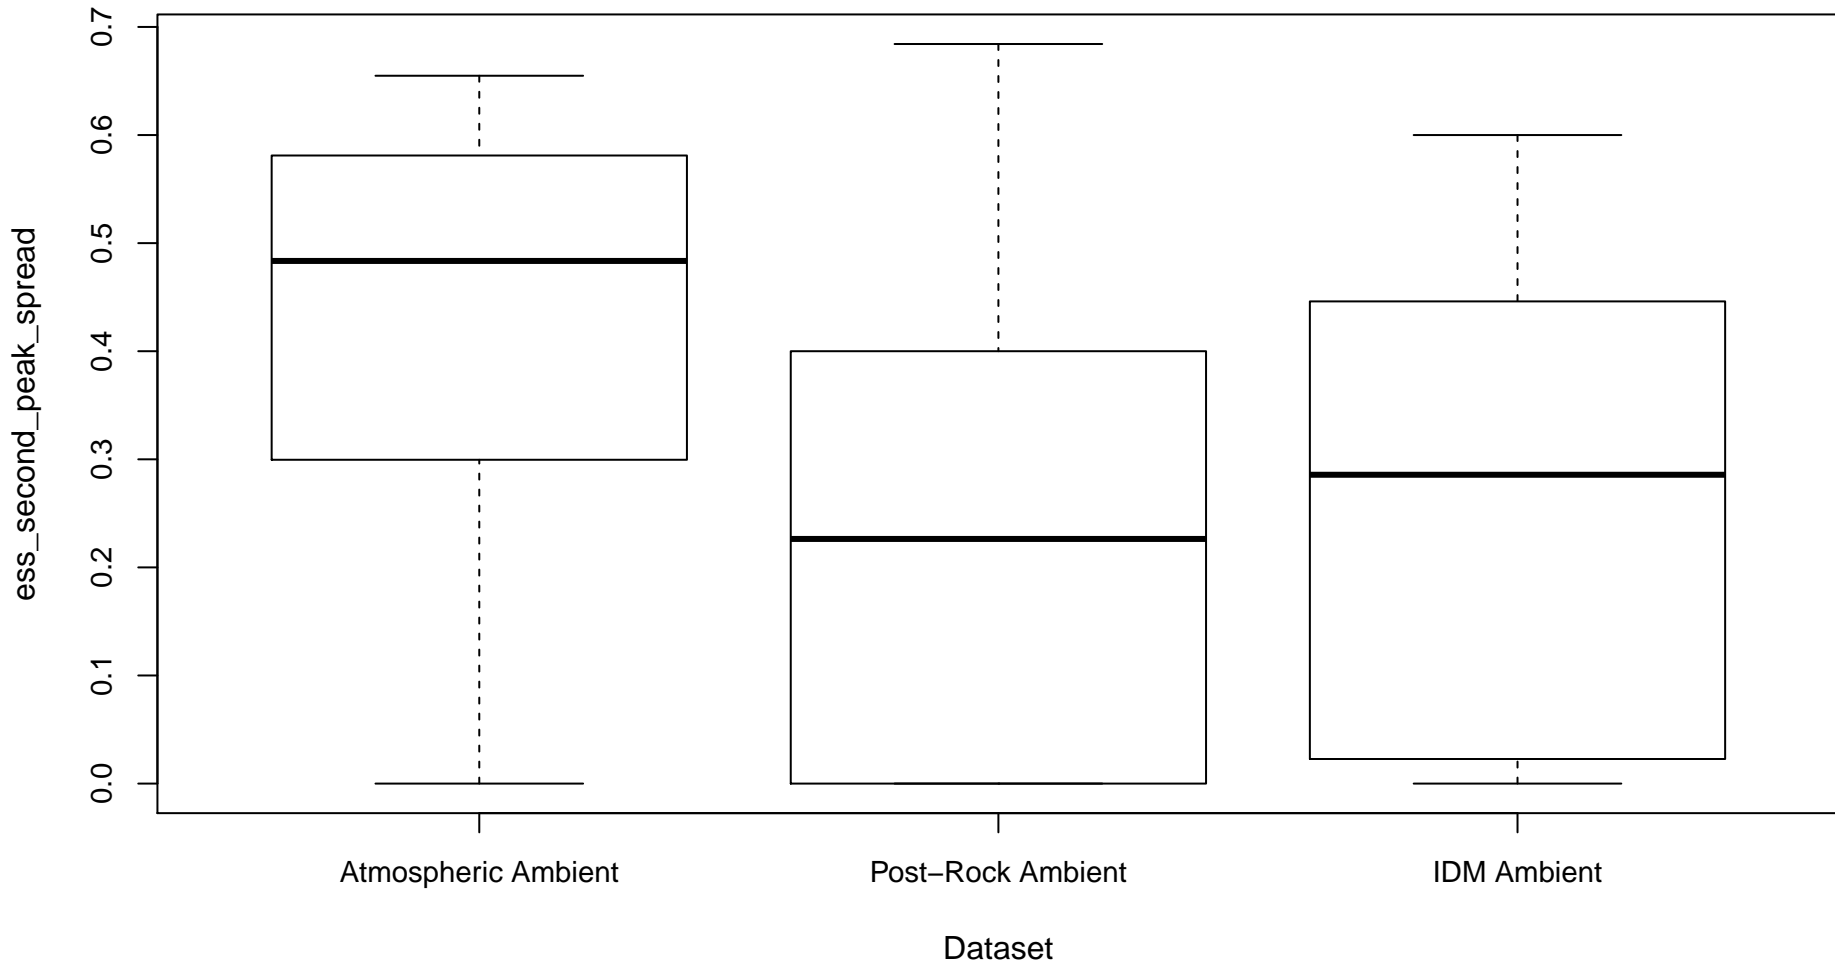 ess_second_peak_spread
0.7
0.6
0.5
0.4
0.3
0.2
0.1
0.0
Atmospheric Ambient
Post−Rock Ambient
IDM Ambient
Dataset